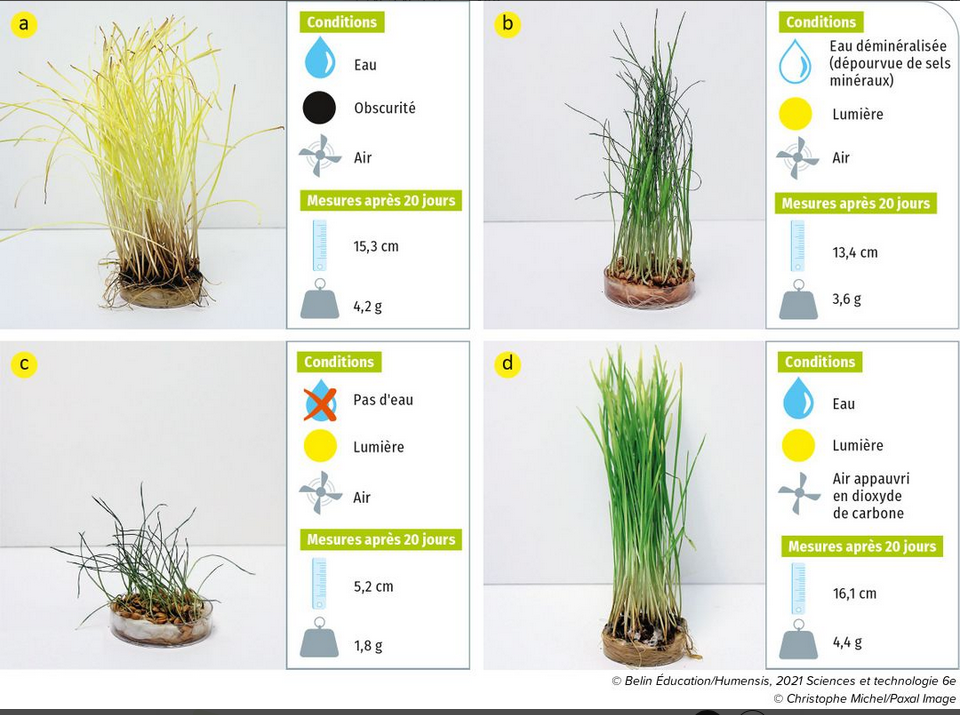 a
Conditions
Eau
Obscurité
Air
Mesures après 20 jours
15,3 cm
4,2 g
b
Conditions
Eau déminéralisée
(dépourvue de sels
minéraux)
Lumière
Air
Mesures après 20 jours
13,4 cm
3,6 g
c
Conditions
Pas d'eau
Lumière
Air
Mesures après 20 jours
5,2 cm
1,8 g
d
Conditions
Eau
Lumière
Air appauvri
en dioxyde
de carbone
Mesures après 20 jours
16,1 cm
4,4 g
© Belin Éducation/Humensis, 2021 Sciences et technologie 6e
© Christophe Michel/Paxal Image